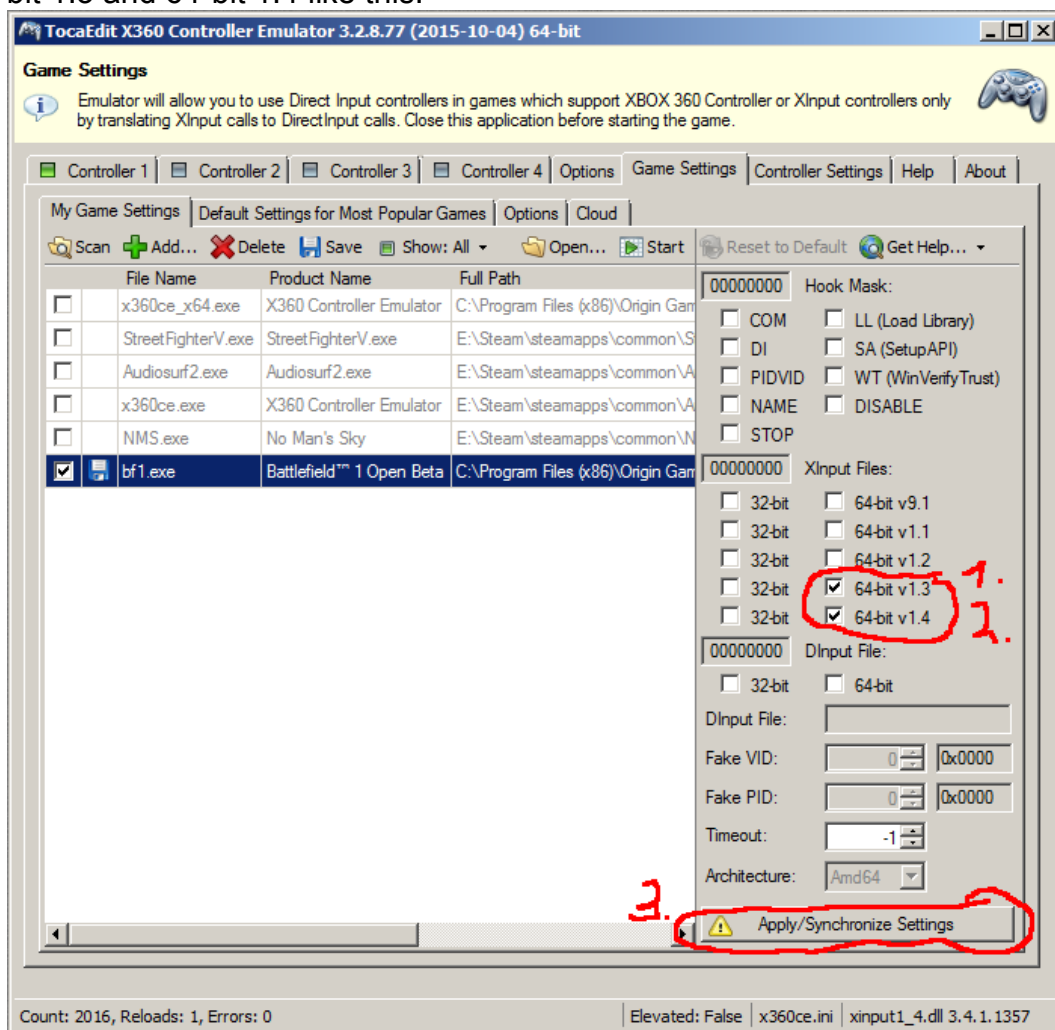 TocaEdit X360 Controller Emulator 3.2.8.77 (2015-10-04) 64-bit
Game Settings
Emulator will allow you to use Direct Input controllers in games which support XBOX 360 Controller or XInput controllers only
by translating XInput calls to DirectInput calls. Close this application before starting the game.
Controller 1 Controller 2 Controller 3 Controller 4 Options Game Settings Controller Settings Help About
My Game Settings Default Settings for Most Popular Games Options Cloud
Scan Add... Delete Save Show: All Open... Start Reset to Default Get Help...
File Name Product Name Full Path
x360ce_x64.exe X360 Controller Emulator C:\Program Files (x86)\Origin Gam
StreetFighterV.exe StreetFighterV.exe E:\Steam\steamapps\common\S
Audiosurf2.exe Audiosurf2.exe E:\Steam\steamapps\common\A
x360ce.exe X360 Controller Emulator E:\Steam\steamapps\common\A
NMS.exe No Man's Sky E:\Steam\steamapps\common\N
bf1.exe Battlefield™ 1 Open Beta C:\Program Files (x86)\Origin Gam
00000000 Hook Mask:
COM LL (Load Library)
DI SA (SetupAPI)
PIDVID WT (WinVerifyTrust)
NAME DISABLE
STOP
00000000 XInput Files:
32-bit 64-bit v9.1
32-bit 64-bit v1.1
32-bit 64-bit v1.2
32-bit 64-bit v1.3 1.
32-bit 64-bit v1.4 2.
00000000 DInput File:
32-bit 64-bit
DInput File:
Fake VID: 0 0x0000
Fake PID: 0 0x0000
Timeout: -1
Architecture: Amd64
3. Apply/Synchronize Settings
Count: 2016, Reloads: 1, Errors: 0 Elevated: False x360ce.ini xinput1_4.dll 3.4.1.1357